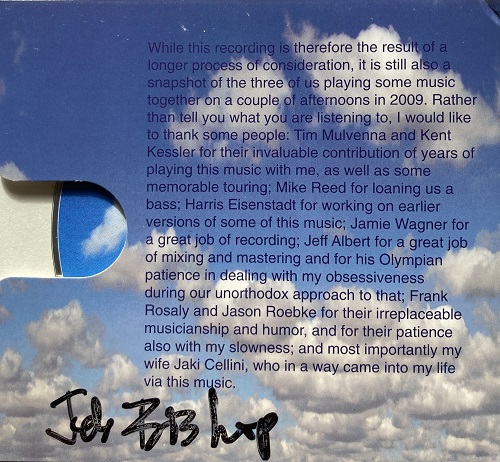 While this recording is therefore the result of a
longer process of consideration, it is still also a
snapshot of the three of us playing some music
together on a couple of afternoons in 2009. Rather
than tell you what you are listening to, I would like
to thank some people: Tim Mulvenna and Kent
Kessler for their invaluable contribution of years of
playing this music with me, as well as some
memorable touring; Mike Reed for loaning us a
bass; Harris Eisenstadt for working on earlier
versions of some of this music; Jamie Wagner for
a great job of recording; Jeff Albert for a great job
of mixing and mastering and for his Olympian
patience in dealing with my obsessiveness
during our unorthodox approach to that; Frank
Rosaly and Jason Roebke for their irreplaceable
musicianship and humor, and for their patience
also with my slowness; and most importantly my
wife Jaki Cellini, who in a way came into my life
via this music.
Jeb Bishop